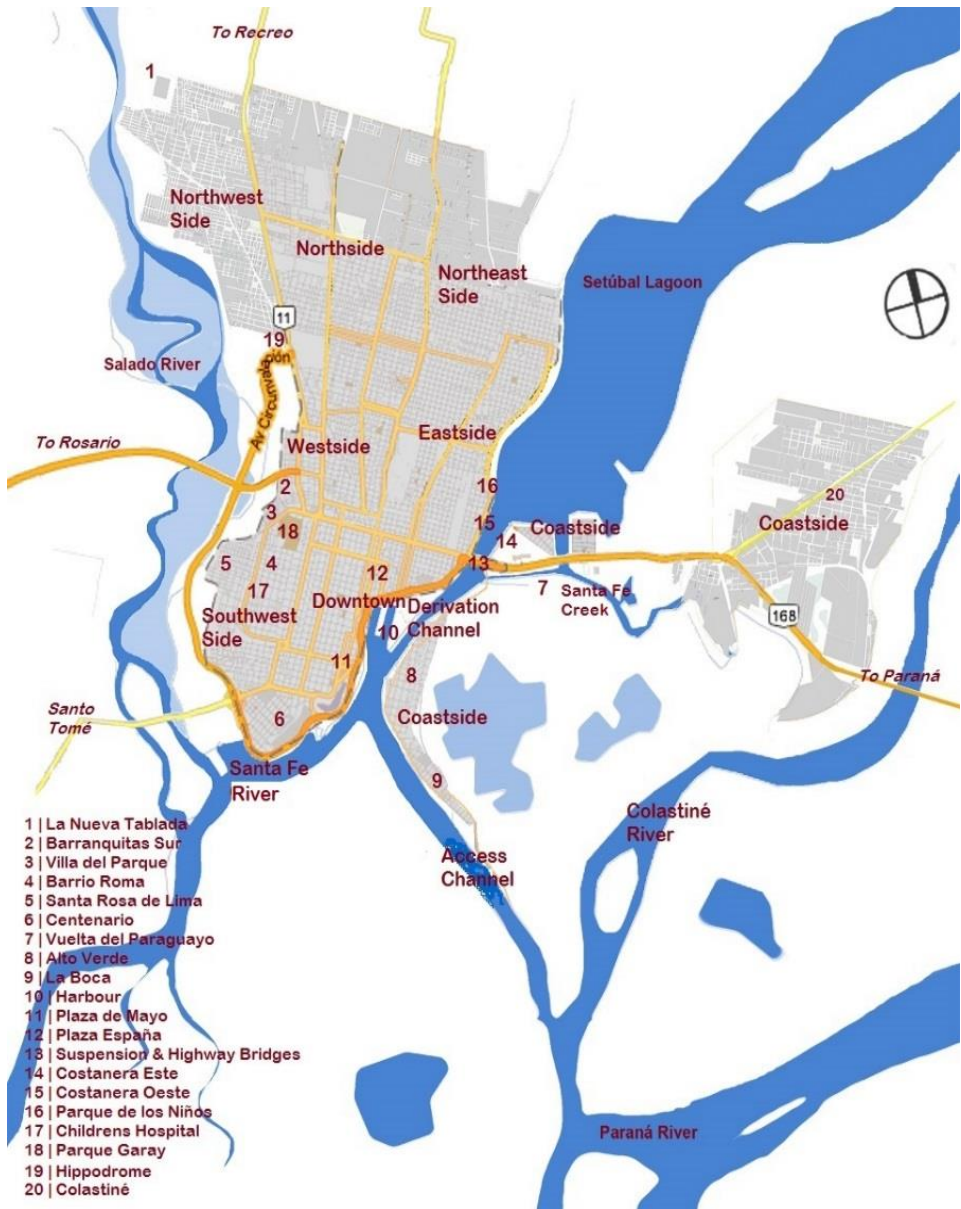 To Recreo
1
Northwest
Side
Northside
Northeast
Side
Setúbal Lagoon
11
19
Salado River
Av Circunvalación
To Rosario
Westside
Eastside
2
16
20
3
18
15
14
Coastside
Coastside
5
4
13
12
7
Santa Fe
Creek
17
Downtown
Derivation
Channel
Southwest
Side
10
168
11
8
To Paraná
Santo
Tomé
6
Coastside
Santa Fe
River
9
Colastiné
River
Access
Channel
Paraná River
1 | La Nueva Tablada
2 | Barranquitas Sur
3 | Villa del Parque
4 | Barrio Roma
5 | Santa Rosa de Lima
6 | Centenario
7 | Vuelta del Paraguayo
8 | Alto Verde
9 | La Boca
10 | Harbour
11 | Plaza de Mayo
12 | Plaza España
13 | Suspension & Highway Bridges
14 | Costanera Este
15 | Costanera Oeste
16 | Parque de los Niños
17 | Childrens Hospital
18 | Parque Garay
19 | Hippodrome
20 | Colastiné